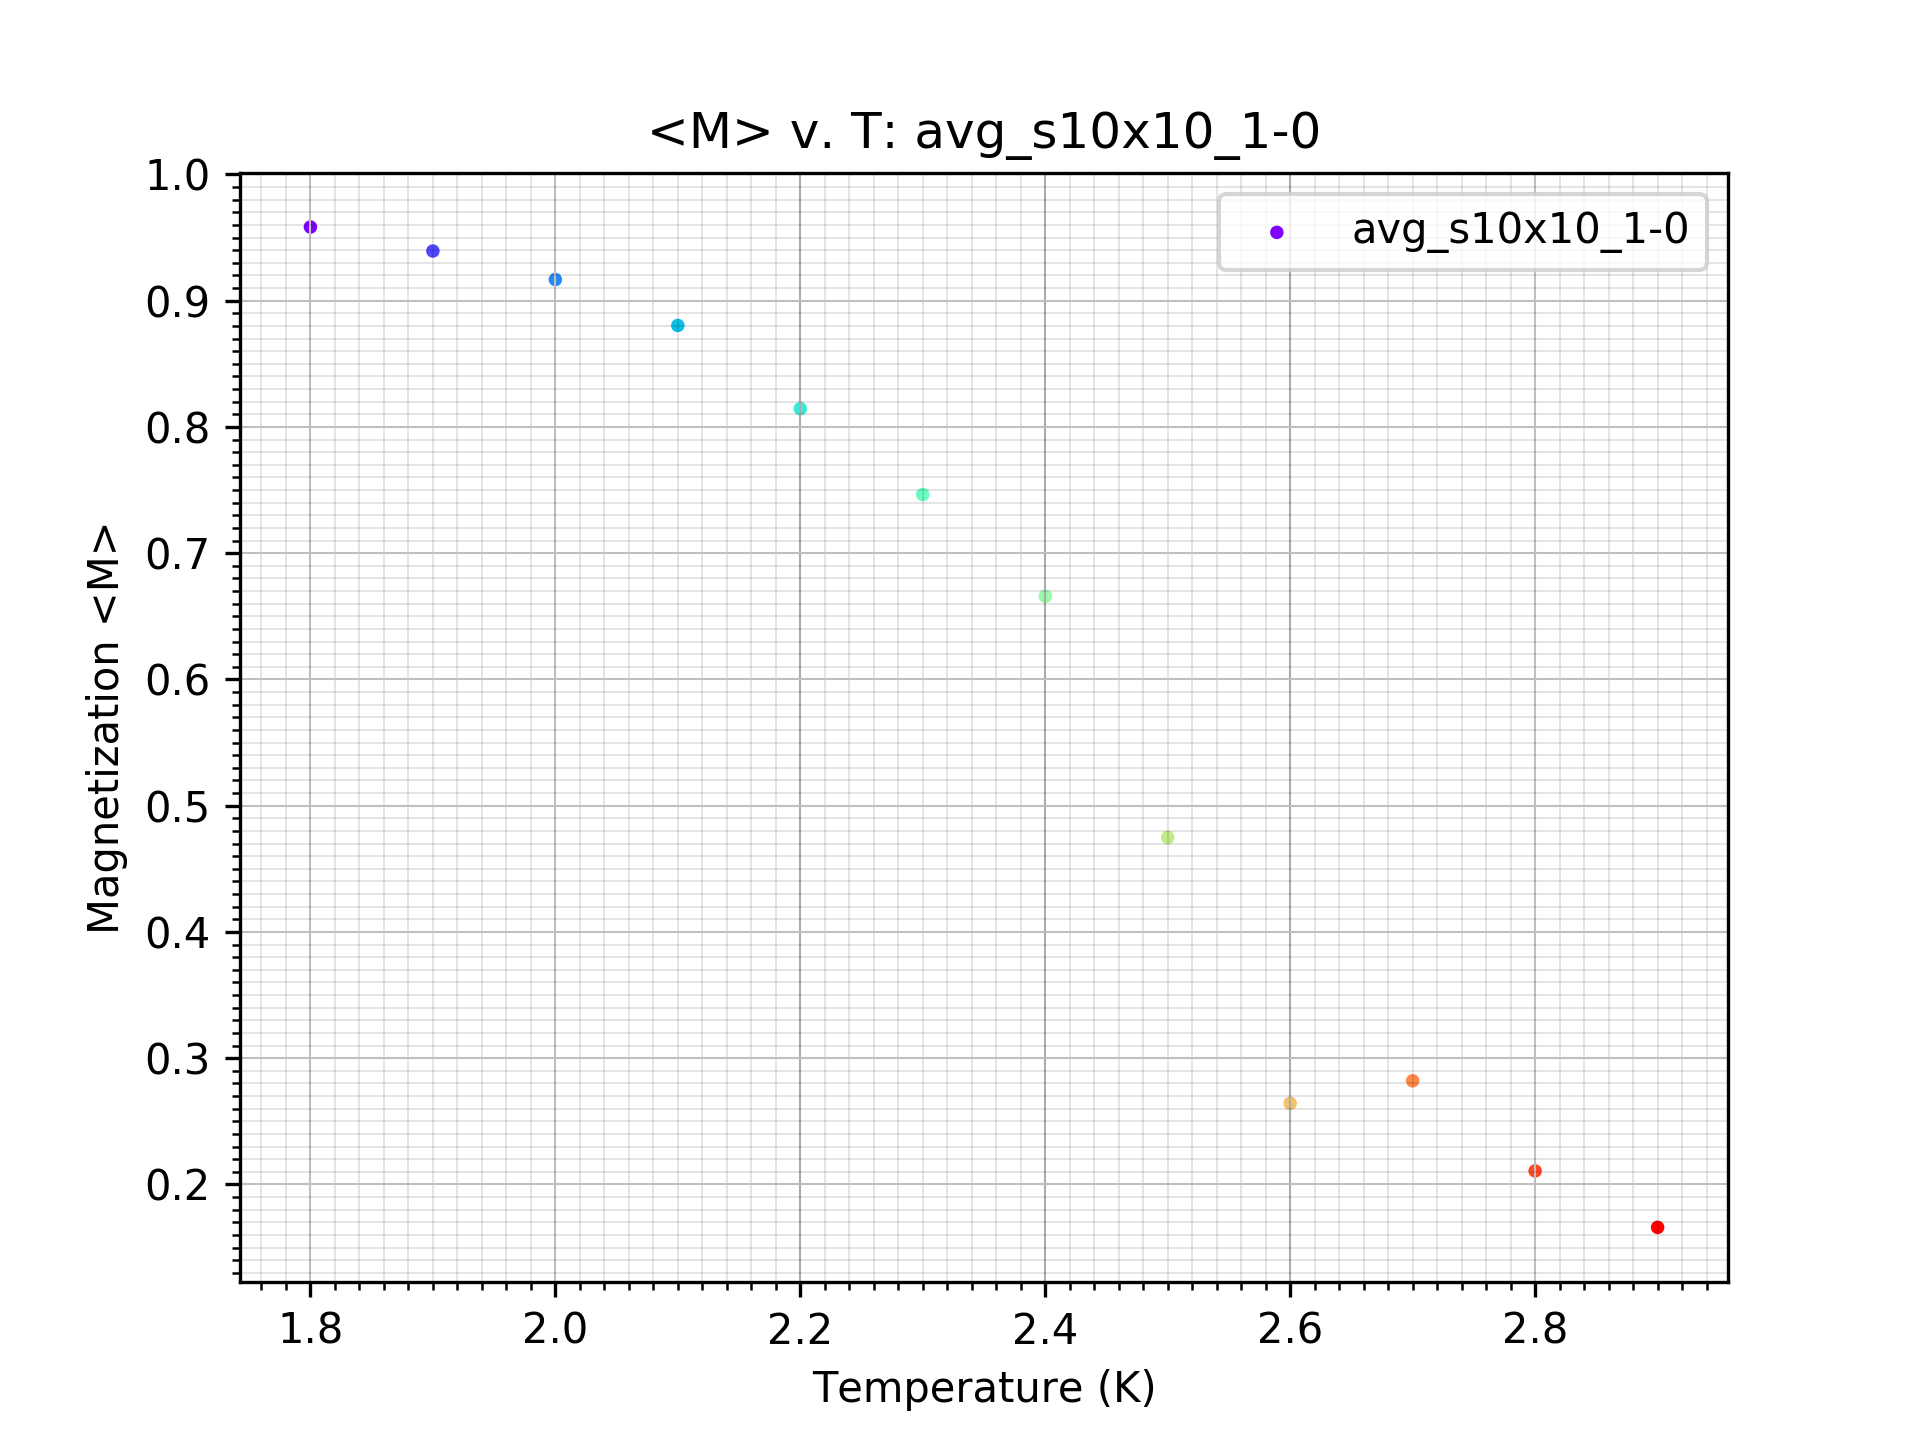 <M> v. T: avg_s10x10_1-0
avg_s10x10_1-0
Magnetization <M>
1.0
0.9
0.8
0.7
0.6
0.5
0.4
0.3
0.2
1.8 2.0 2.2 2.4 2.6 2.8
Temperature (K)